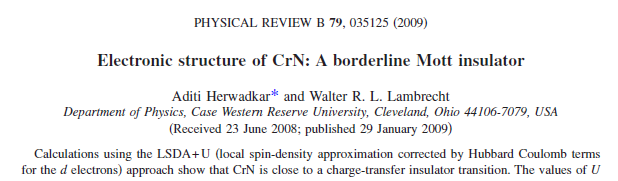 PHYSICAL REVIEW B 79, 035125 (2009)
Electronic structure of CrN: A borderline Mott insulator
Aditi Herwadkar* and Walter R. L. Lambrecht
Department of Physics, Case Western Reserve University, Cleveland, Ohio 44106-7079, USA
(Received 23 June 2008; published 29 January 2009)
Calculations using the LSDA+U (local spin-density approximation corrected by Hubbard Coulomb terms
for the d electrons) approach show that CrN is close to a charge-transfer insulator transition. The values of U